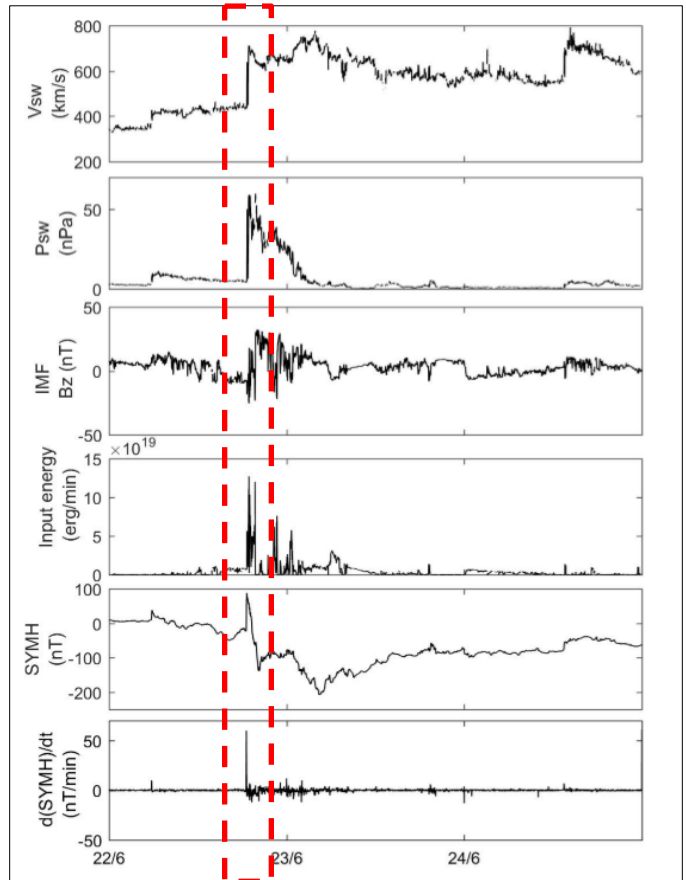 800
600
400
200
Vsw
(km/s)
50
0
Psw
(nPa)
50
0
-50
IMF
Bz (nT)
×10^19
15
10
5
0
Input energy
(erg/min)
100
0
-100
-200
SYMH
(nT)
50
0
-50
d(SYMH)/dt
(nT/min)
22/6 23/6 24/6